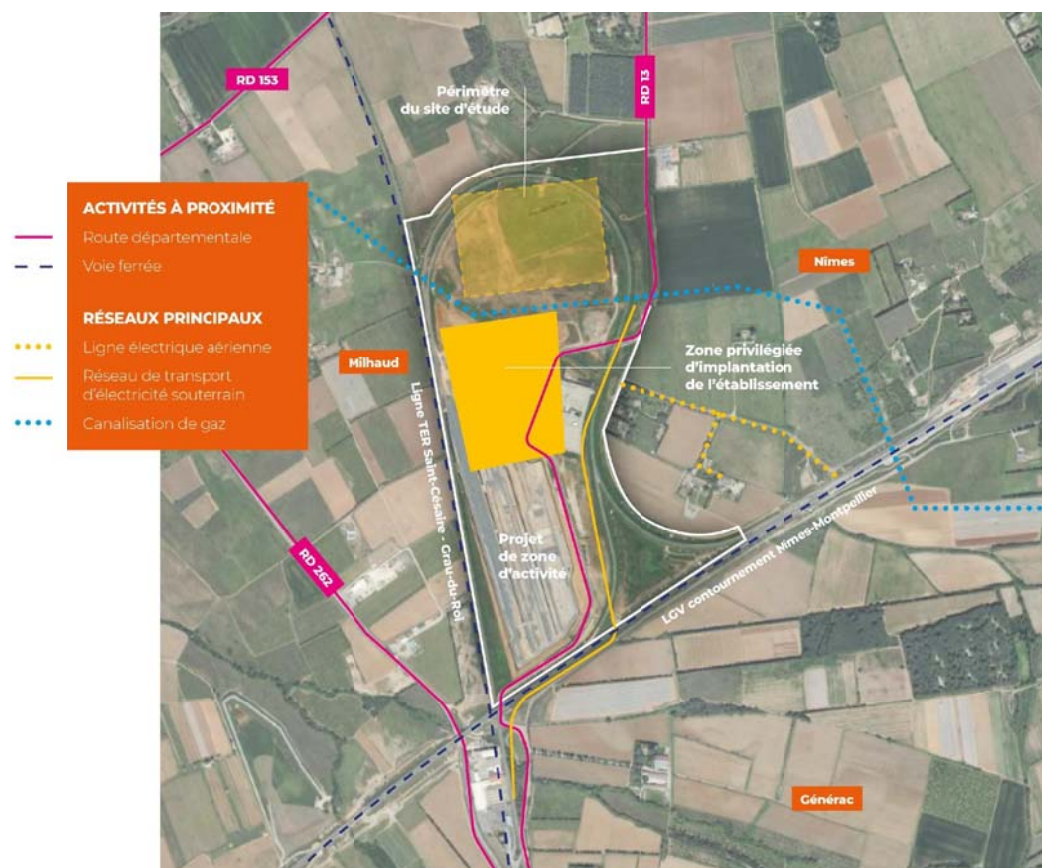 RD 153
RD 13
Périmètre
du site d'étude
ACTIVITÉS À PROXIMITÉ
Route départementale
Voie ferrée
RÉSEAUX PRINCIPAUX
Ligne électrique aérienne
Réseau de transport
d'électricité souterrain
Canalisation de gaz
Nîmes
Milhaud
Zone privilégiée
d'implantation
de l'établissement
Ligne TER Saint-Césaire - Grau-du-Roi
Projet
de zone
d'activité
LGV contournement Nîmes-Montpellier
RD 262
Générac